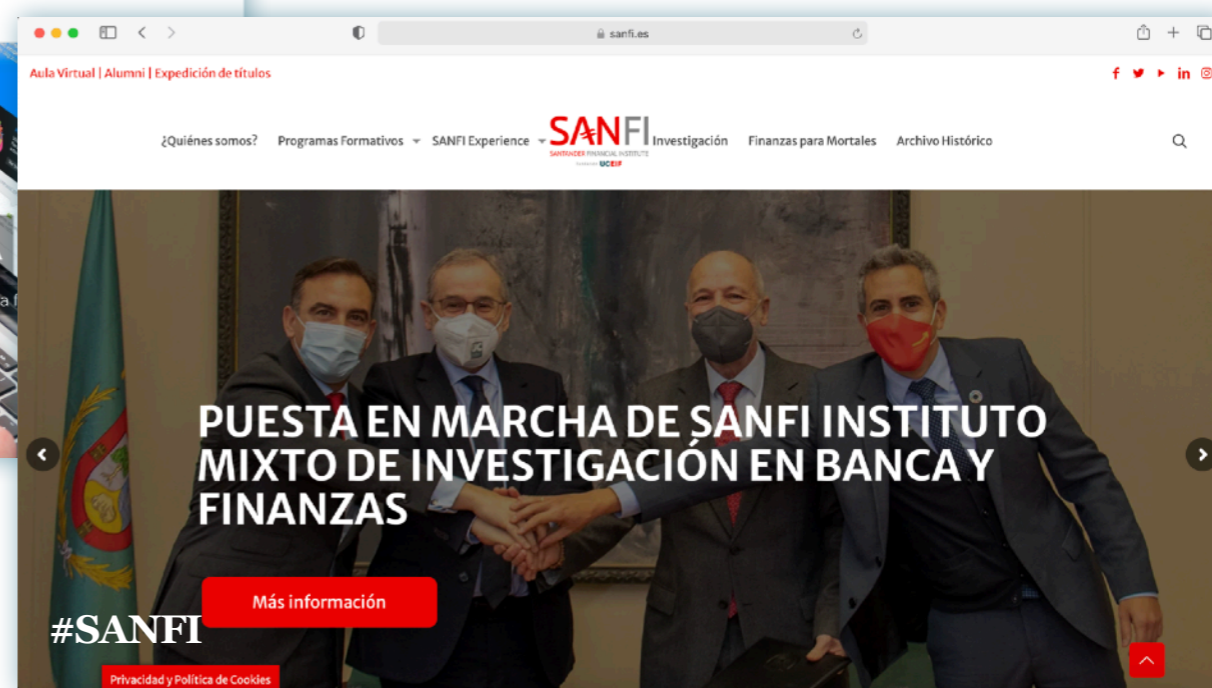 sanfi.es
Aula Virtual | Alumni | Expedición de títulos
¿Quiénes somos? Programas Formativos SANFI Experience SANFI Investigación Finanzas para Mortales Archivo Histórico
SANTANDER FINANCIAL INSTITUTE
UCEIF
PUESTA EN MARCHA DE SANFI INSTITUTO
MIXTO DE INVESTIGACIÓN EN BANCA Y
FINANZAS
Más información
#SANFI
Privacidad y Política de Cookies